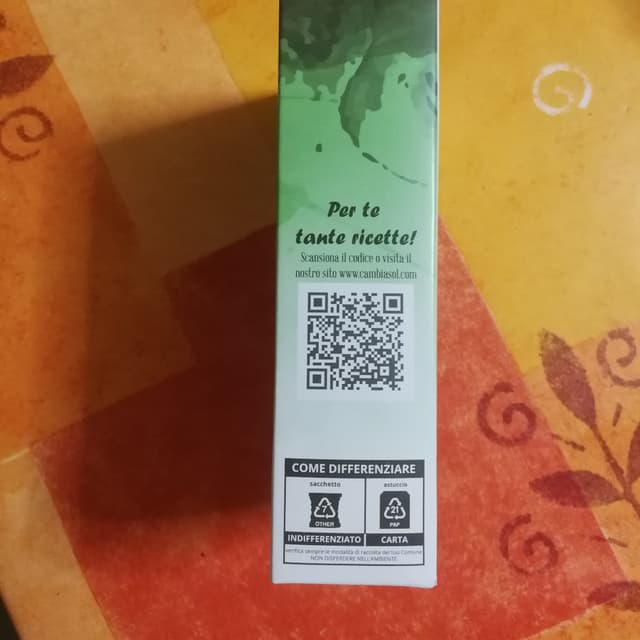 Per te
tante ricette!
Scansiona il codice o visita il
nostro sito www.cambiasol.com
COME DIFFERENZIARE
sacchetto
astuccio
7
21
OTHER
PAP
INDIFFERENZIATO
CARTA
verifica sempre le modalità di raccolta del tuo Comune
NON DISPERDERE NELL'AMBIENTE